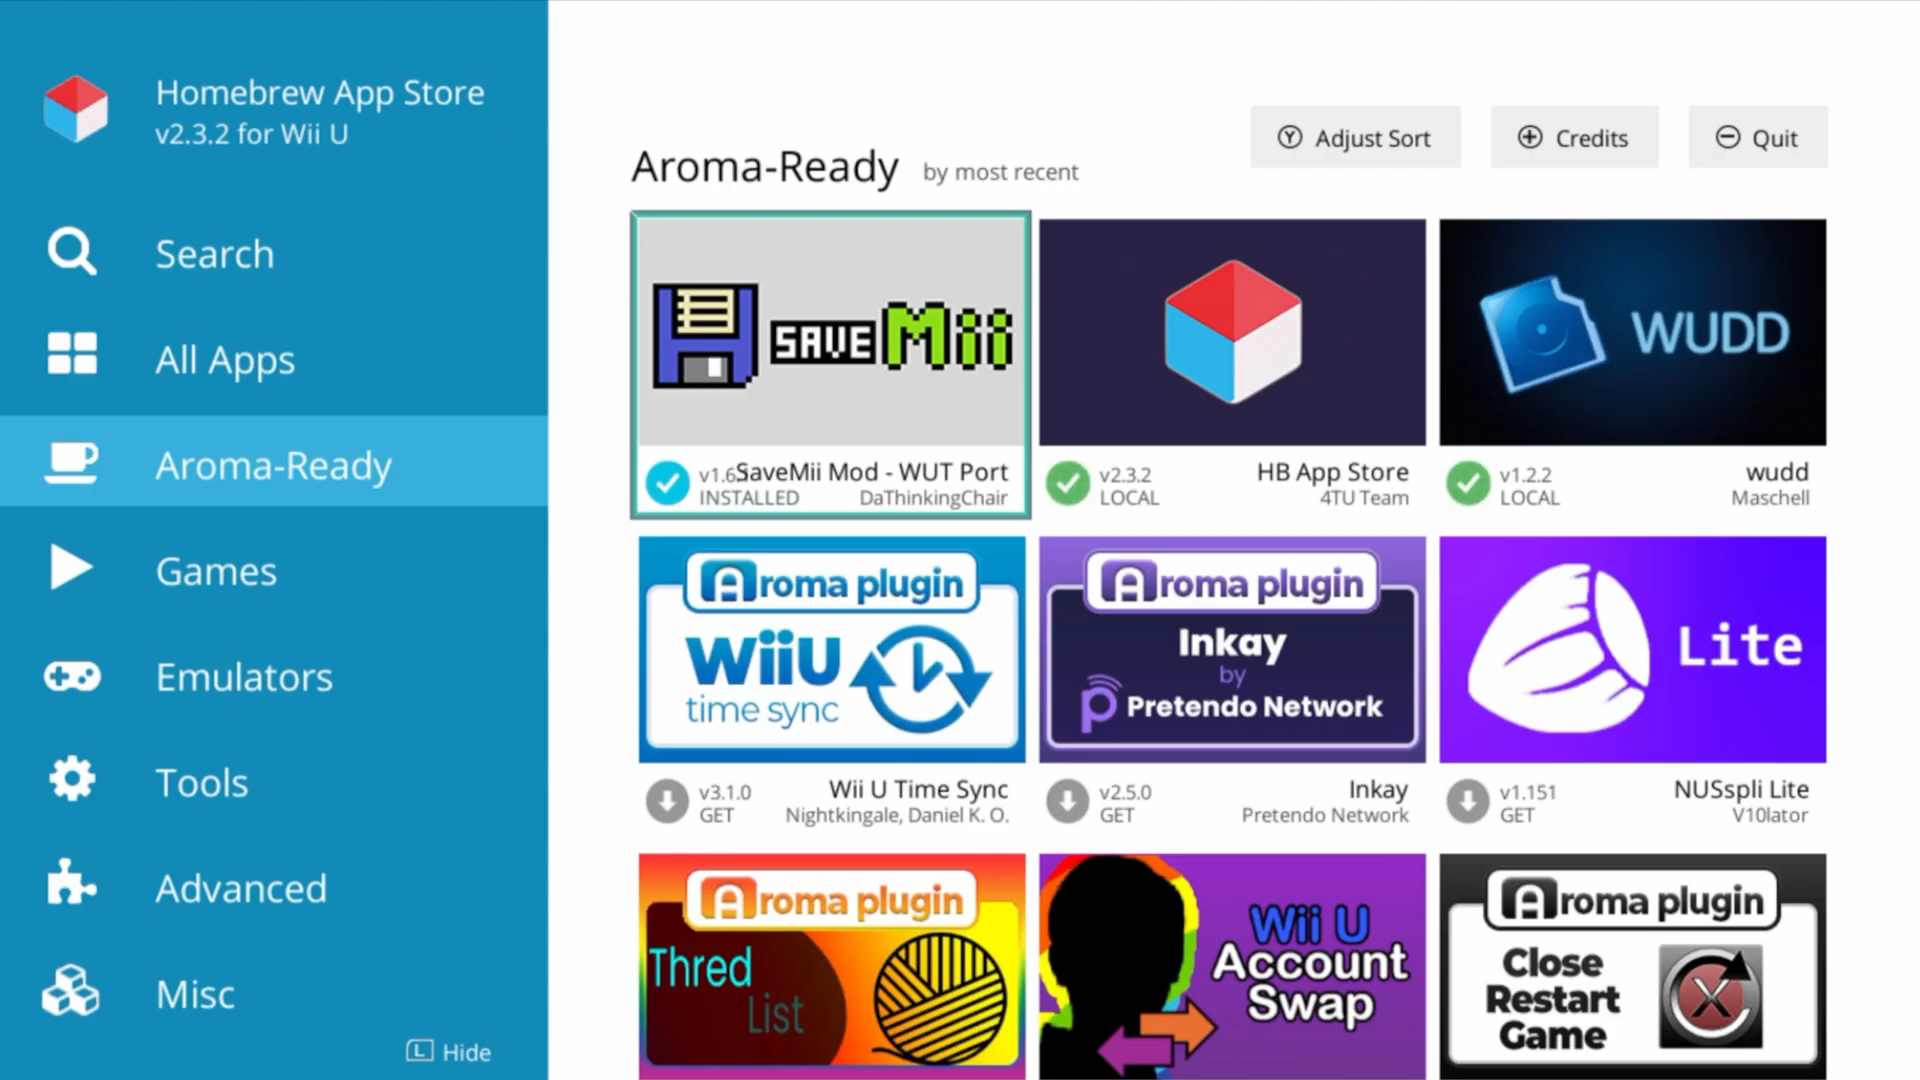 Homebrew App Store
v2.3.2 for Wii U
Search
All Apps
Aroma-Ready
Games
Emulators
Tools
Advanced
Misc
L Hide
Y Adjust Sort
Credits
Quit
Aroma-Ready by most recent
SAVE Mii
v1.6. SaveMii Mod - WUT Port
INSTALLED DaThinkingChair
v2.3.2 HB App Store
LOCAL 4TU Team
WUDD
v1.2.2 wudd
LOCAL Maschell
Aroma plugin
WiiU
time sync
v3.1.0 Wii U Time Sync
GET Nightkingale, Daniel K. O.
Aroma plugin
Inkay
by
Pretendo Network
v2.5.0 Inkay
GET Pretendo Network
Lite
v1.151 NUSspli Lite
GET V10lator
Aroma plugin
Thred
List
Wii U
Account
Swap
Aroma plugin
Close
Restart
Game
X